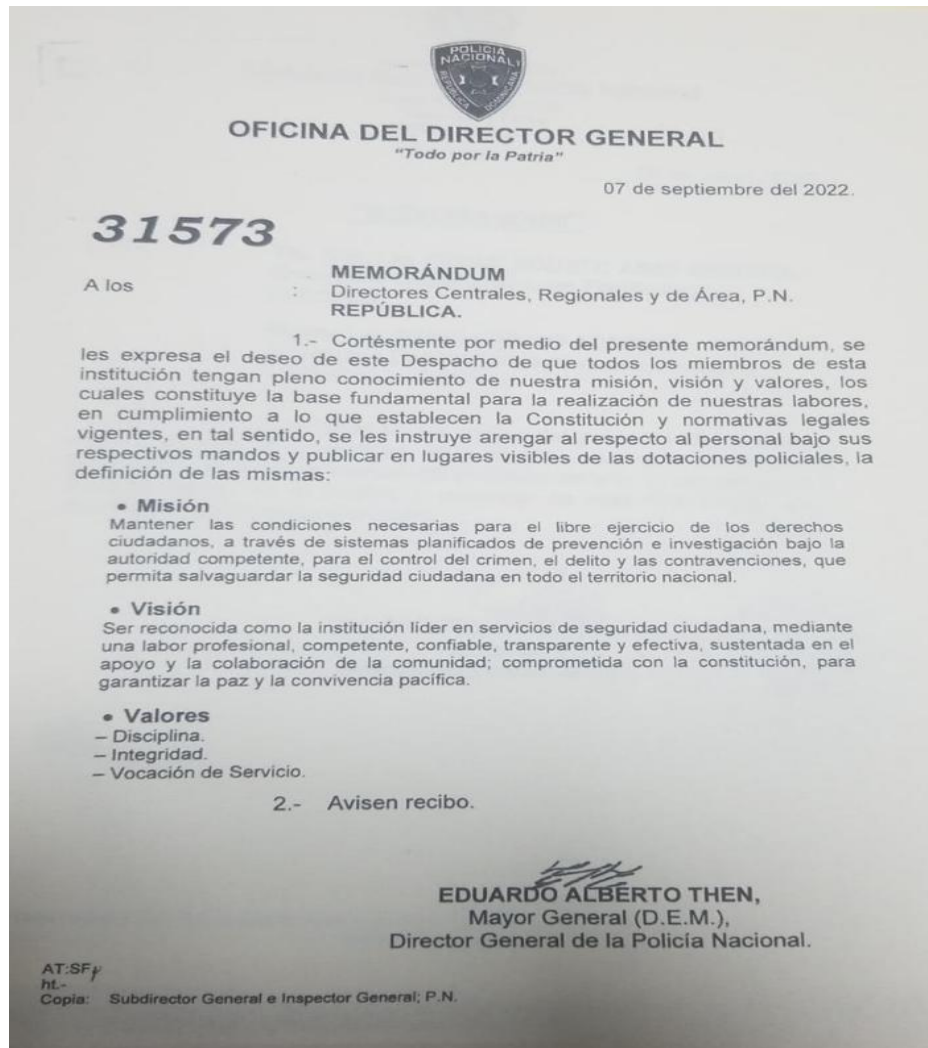 POLICIA
NACIONAL
REPUBLICA DOMINICANA
OFICINA DEL DIRECTOR GENERAL
"Todo por la Patria"
07 de septiembre del 2022.
31573
MEMORÁNDUM
A los : Directores Centrales, Regionales y de Área, P.N.
REPÚBLICA.
1.- Cortésmente por medio del presente memorándum, se
les expresa el deseo de este Despacho de que todos los miembros de esta
institución tengan pleno conocimiento de nuestra misión, visión y valores, los
cuales constituye la base fundamental para la realización de nuestras labores,
en cumplimiento a lo que establecen la Constitución y normativas legales
vigentes, en tal sentido, se les instruye arengar al respecto al personal bajo sus
respectivos mandos y publicar en lugares visibles de las dotaciones policiales, la
definición de las mismas:
• Misión
Mantener las condiciones necesarias para el libre ejercicio de los derechos
ciudadanos, a través de sistemas planificados de prevención e investigación bajo la
autoridad competente, para el control del crimen, el delito y las contravenciones, que
permita salvaguardar la seguridad ciudadana en todo el territorio nacional.
• Visión
Ser reconocida como la institución líder en servicios de seguridad ciudadana, mediante
una labor profesional, competente, confiable, transparente y efectiva, sustentada en el
apoyo y la colaboración de la comunidad; comprometida con la constitución, para
garantizar la paz y la convivencia pacífica.
• Valores
– Disciplina.
– Integridad.
– Vocación de Servicio.
2.- Avisen recibo.
EDUARDO ALBERTO THEN,
Mayor General (D.E.M.),
Director General de la Policía Nacional.
AT:SF
ht.-
Copia: Subdirector General e Inspector General; P.N.